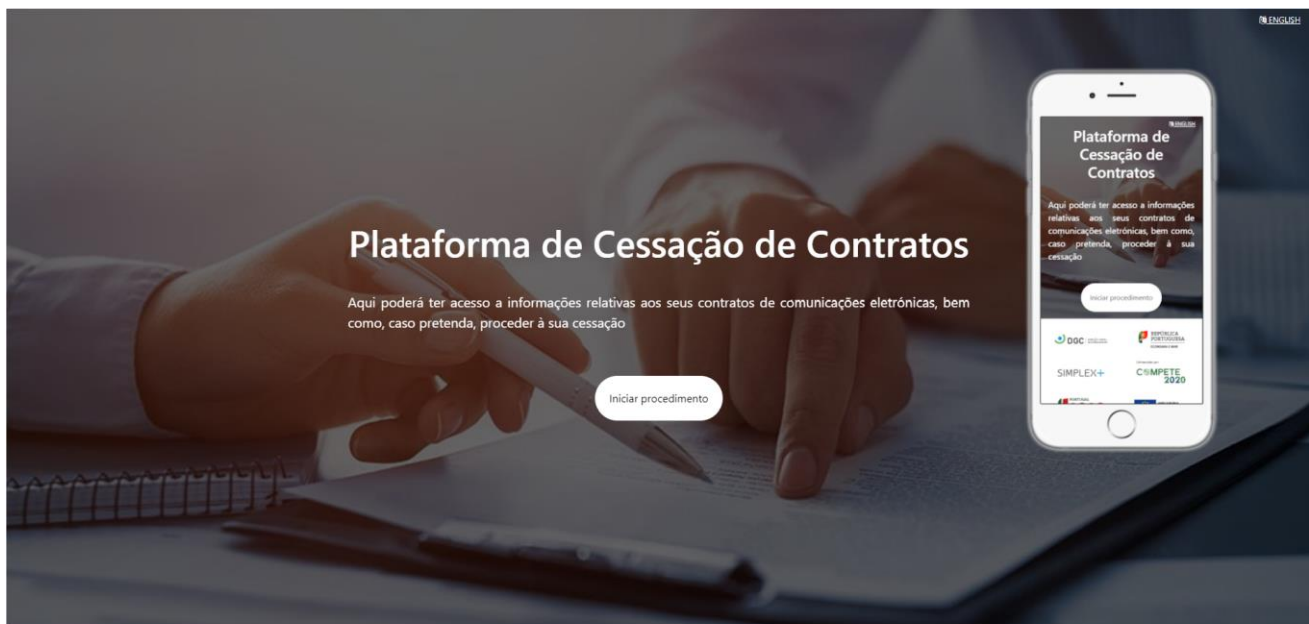 ENGLISH
Plataforma de Cessação de Contratos
Aqui poderá ter acesso a informações relativas aos seus contratos de comunicações eletrónicas, bem
como, caso pretenda, proceder à sua cessação
Iniciar procedimento
ENGLISH
Plataforma de
Cessação de
Contratos
Aqui poderá ter acesso a informações
relativas aos seus contratos de
comunicações eletrónicas, bem como,
caso pretenda, proceder à sua
cessação
Iniciar procedimento
DGC
REPÚBLICA
PORTUGUESA
SIMPLEX+
COMPETE
2020
PORTUGAL